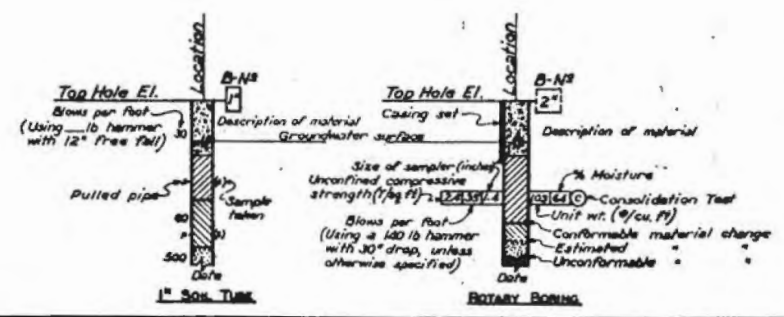 Location
B-Nº
Top Hole El.
1"
Blows per foot
(Using __lb hammer
with 12" free fall)
30
Description of material
Groundwater surface
Pulled pipe
Sample
taken
60
P
(2)
500
Date
1" SOIL TUBE
Location
B-Nº
Top Hole El.
2"
Casing set
Description of material
Size of sampler (inches)
Unconfined compressive
strength (T/sq ft)
% Moisture
Consolidation Test
C
Unit wt. (#/cu. ft)
Blows per foot
(Using a 140 lb hammer
with 30" drop, unless
otherwise specified)
Conformable material change
Estimated " "
Unconformable " "
Date
ROTARY BORING